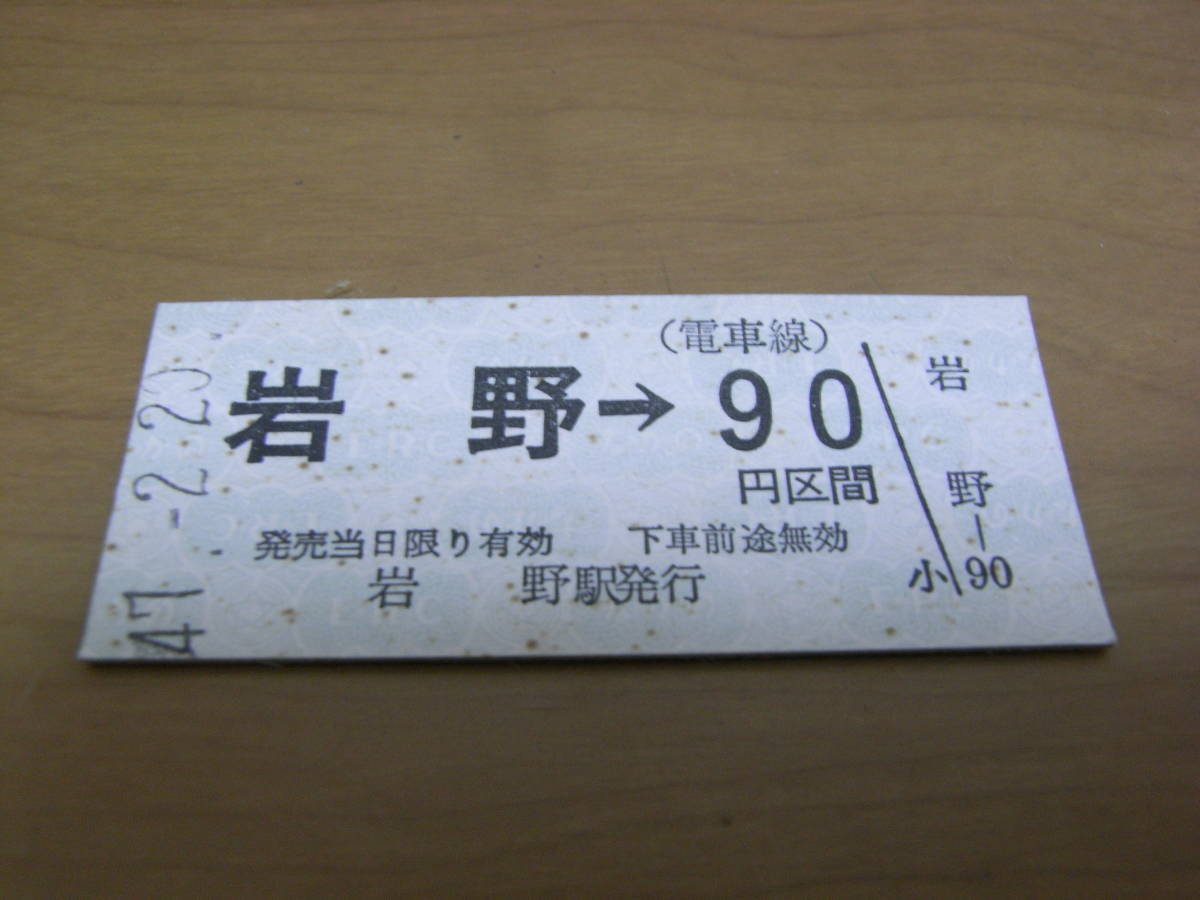 47 -2.23
(電車線)
岩野→90
円区間
発売当日限り有効 下車前途無効
岩野駅発行
岩野—90
小